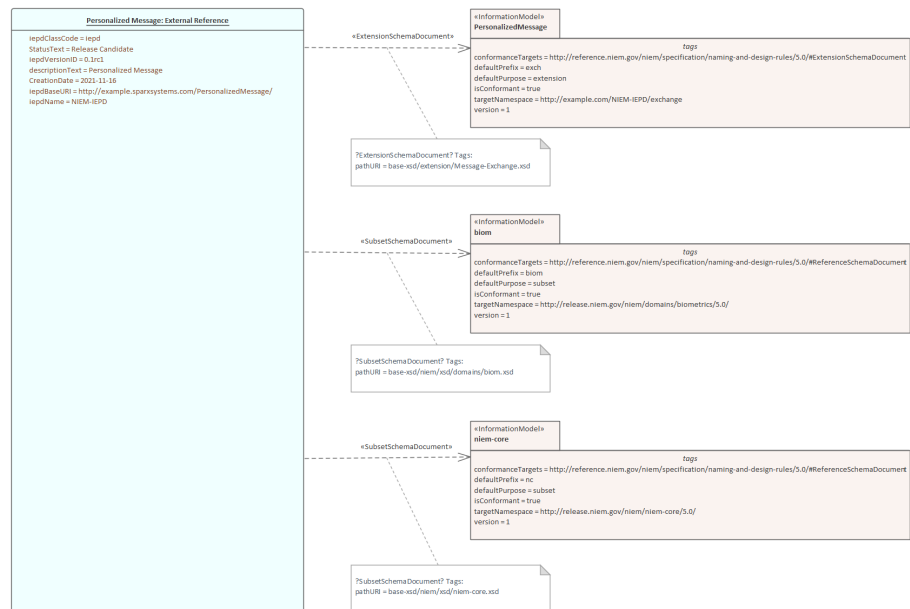 Personalized Message: External Reference
iepdClassCode = iepd
StatusText = Release Candidate
iepdVersionID = 0.1rc1
descriptionText = Personalized Message
CreationDate = 2021-11-16
iepdBaseURI = http://example.sparxsystems.com/PersonalizedMessage/
iepdName = NIEM-IEPD
«ExtensionSchemaDocument»
«InformationModel»
PersonalizedMessage
tags
conformanceTargets = http://reference.niem.gov/niem/specification/naming-and-design-rules/5.0/#ExtensionSchemaDocument
defaultPrefix = exch
defaultPurpose = extension
isConformant = true
targetNamespace = http://example.com/NIEM-IEPD/exchange
version = 1
?ExtensionSchemaDocument? Tags:
pathURI = base-xsd/extension/Message-Exchange.xsd
«SubsetSchemaDocument»
«InformationModel»
biom
tags
conformanceTargets = http://reference.niem.gov/niem/specification/naming-and-design-rules/5.0/#ReferenceSchemaDocument
defaultPrefix = biom
defaultPurpose = subset
isConformant = true
targetNamespace = http://release.niem.gov/niem/domains/biometrics/5.0/
version = 1
?SubsetSchemaDocument? Tags:
pathURI = base-xsd/niem/xsd/domains/biom.xsd
«SubsetSchemaDocument»
«InformationModel»
niem-core
tags
conformanceTargets = http://reference.niem.gov/niem/specification/naming-and-design-rules/5.0/#ReferenceSchemaDocument
defaultPrefix = nc
defaultPurpose = subset
isConformant = true
targetNamespace = http://release.niem.gov/niem/niem-core/5.0/
version = 1
?SubsetSchemaDocument? Tags:
pathURI = base-xsd/niem/xsd/niem-core.xsd